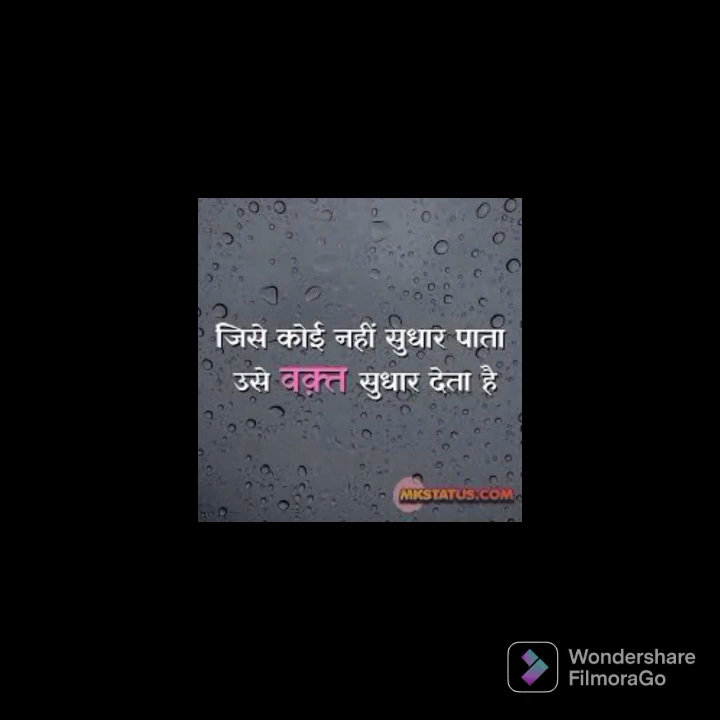 जिसे कोई नहीं सुधार पाता
उसे वक़्त सुधार देता है
MKSTATUS.COM
Wondershare
FilmoraGo